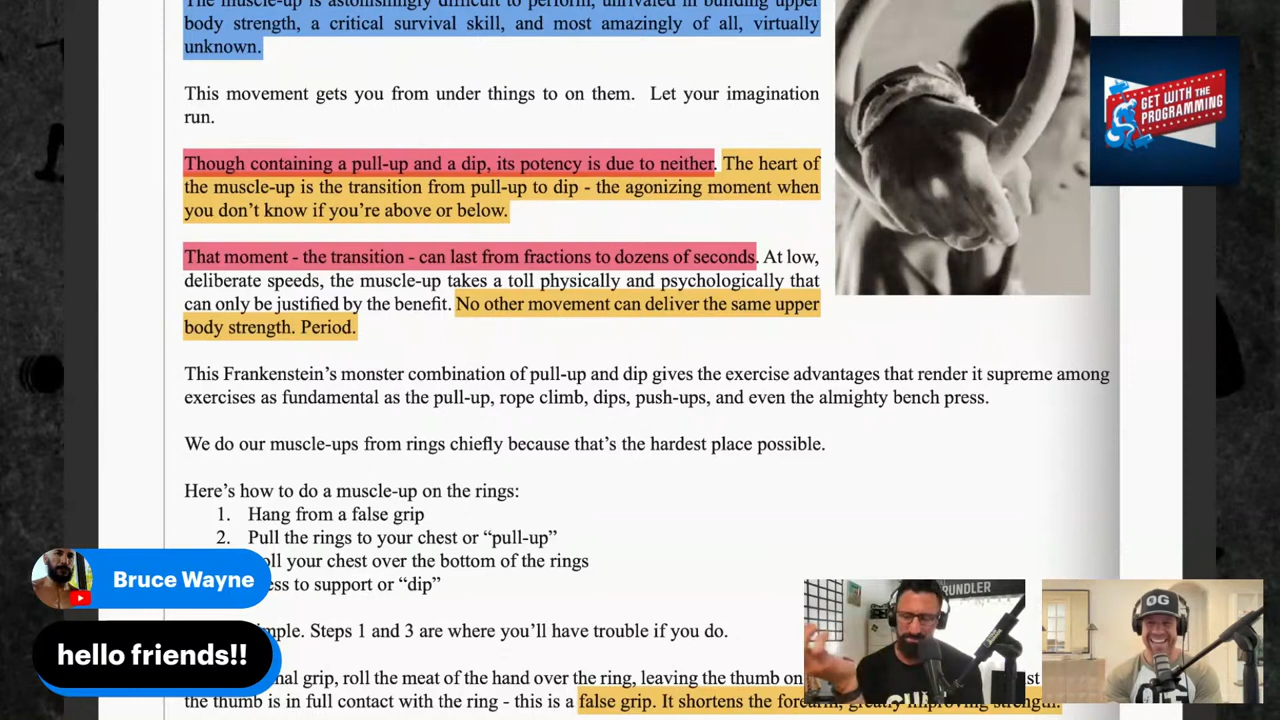 The muscle-up is astonishingly difficult to perform, unrivaled in building upper
body strength, a critical survival skill, and most amazingly of all, virtually
unknown.
This movement gets you from under things to on them. Let your imagination
run.
Though containing a pull-up and a dip, its potency is due to neither. The heart of
the muscle-up is the transition from pull-up to dip - the agonizing moment when
you don't know if you're above or below.
That moment - the transition - can last from fractions to dozens of seconds. At low,
deliberate speeds, the muscle-up takes a toll physically and psychologically that
can only be justified by the benefit. No other movement can deliver the same upper
body strength. Period.
This Frankenstein's monster combination of pull-up and dip gives the exercise advantages that render it supreme among
exercises as fundamental as the pull-up, rope climb, dips, push-ups, and even the almighty bench press.
We do our muscle-ups from rings chiefly because that's the hardest place possible.
Here's how to do a muscle-up on the rings:
1. Hang from a false grip
2. Pull the rings to your chest or "pull-up"
your chest over the bottom of the rings
to support or "dip"
Steps 1 and 3 are where you'll have trouble if you do.
grip, roll the meat of the hand over the ring, leaving the thumb on
the thumb is in full contact with the ring - this is a false grip. It shortens the forearm, greatly improving strength.
GET WITH THE
PROGRAMMING
Bruce Wayne
hello friends!!
ØG